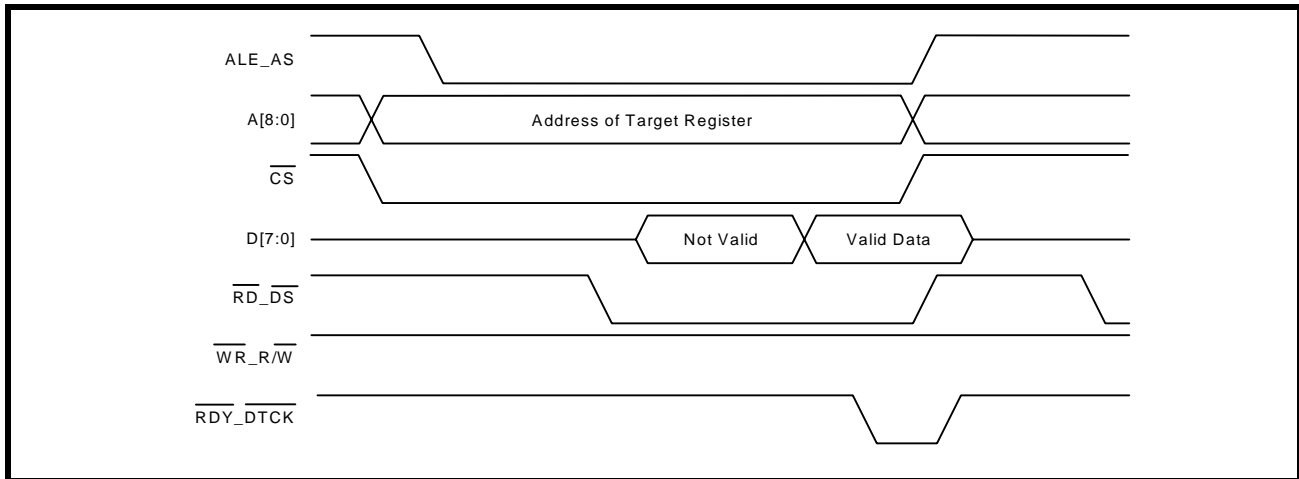 ALE_AS
A[8:0]
Address of Target Register
CS
D[7:0]
Not Valid
Valid Data
RD_DS
WR_R/W
RDY_DTCK